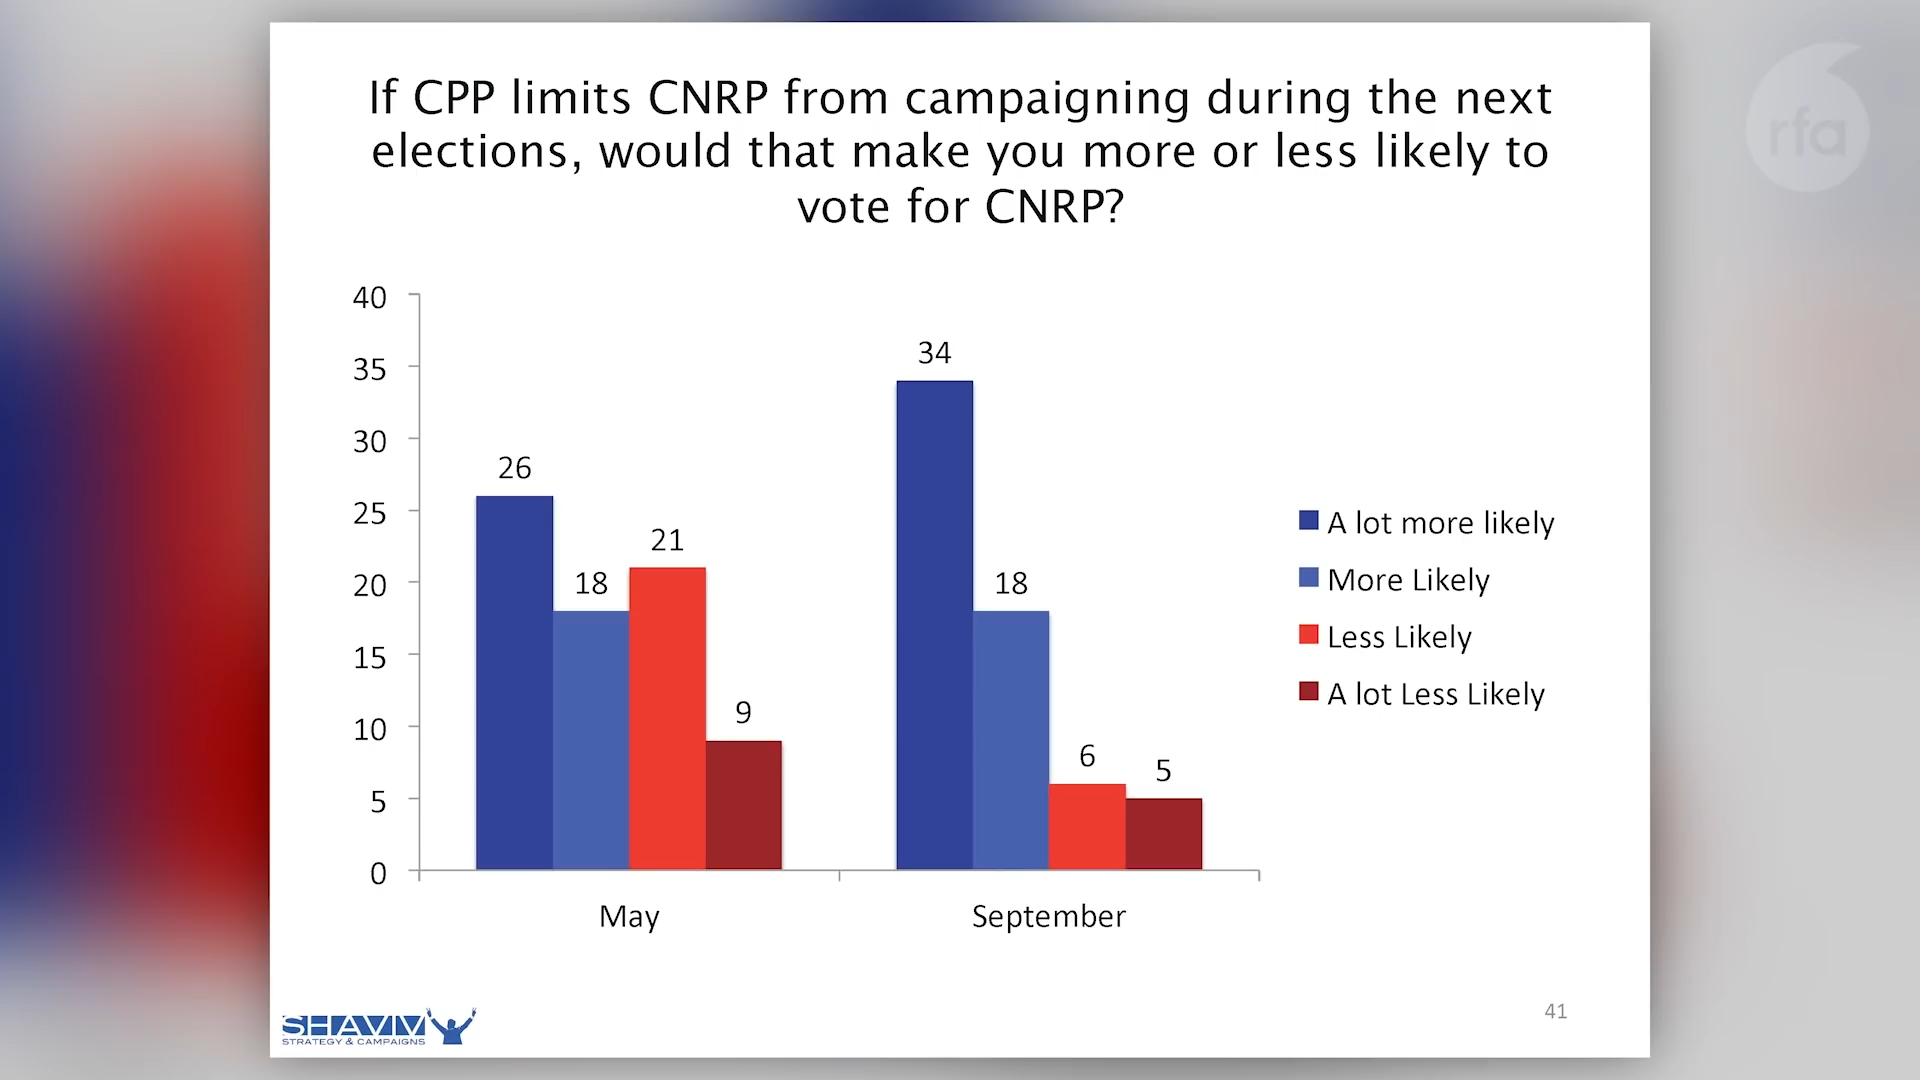 rfa
If CPP limits CNRP from campaigning during the next
elections, would that make you more or less likely to
vote for CNRP?
40
35
30
25
20
15
10
5
0
26
18
21
9
34
18
6
5
May
September
A lot more likely
More Likely
Less Likely
A lot Less Likely
SHAVIV
STRATEGY & CAMPAIGNS
41